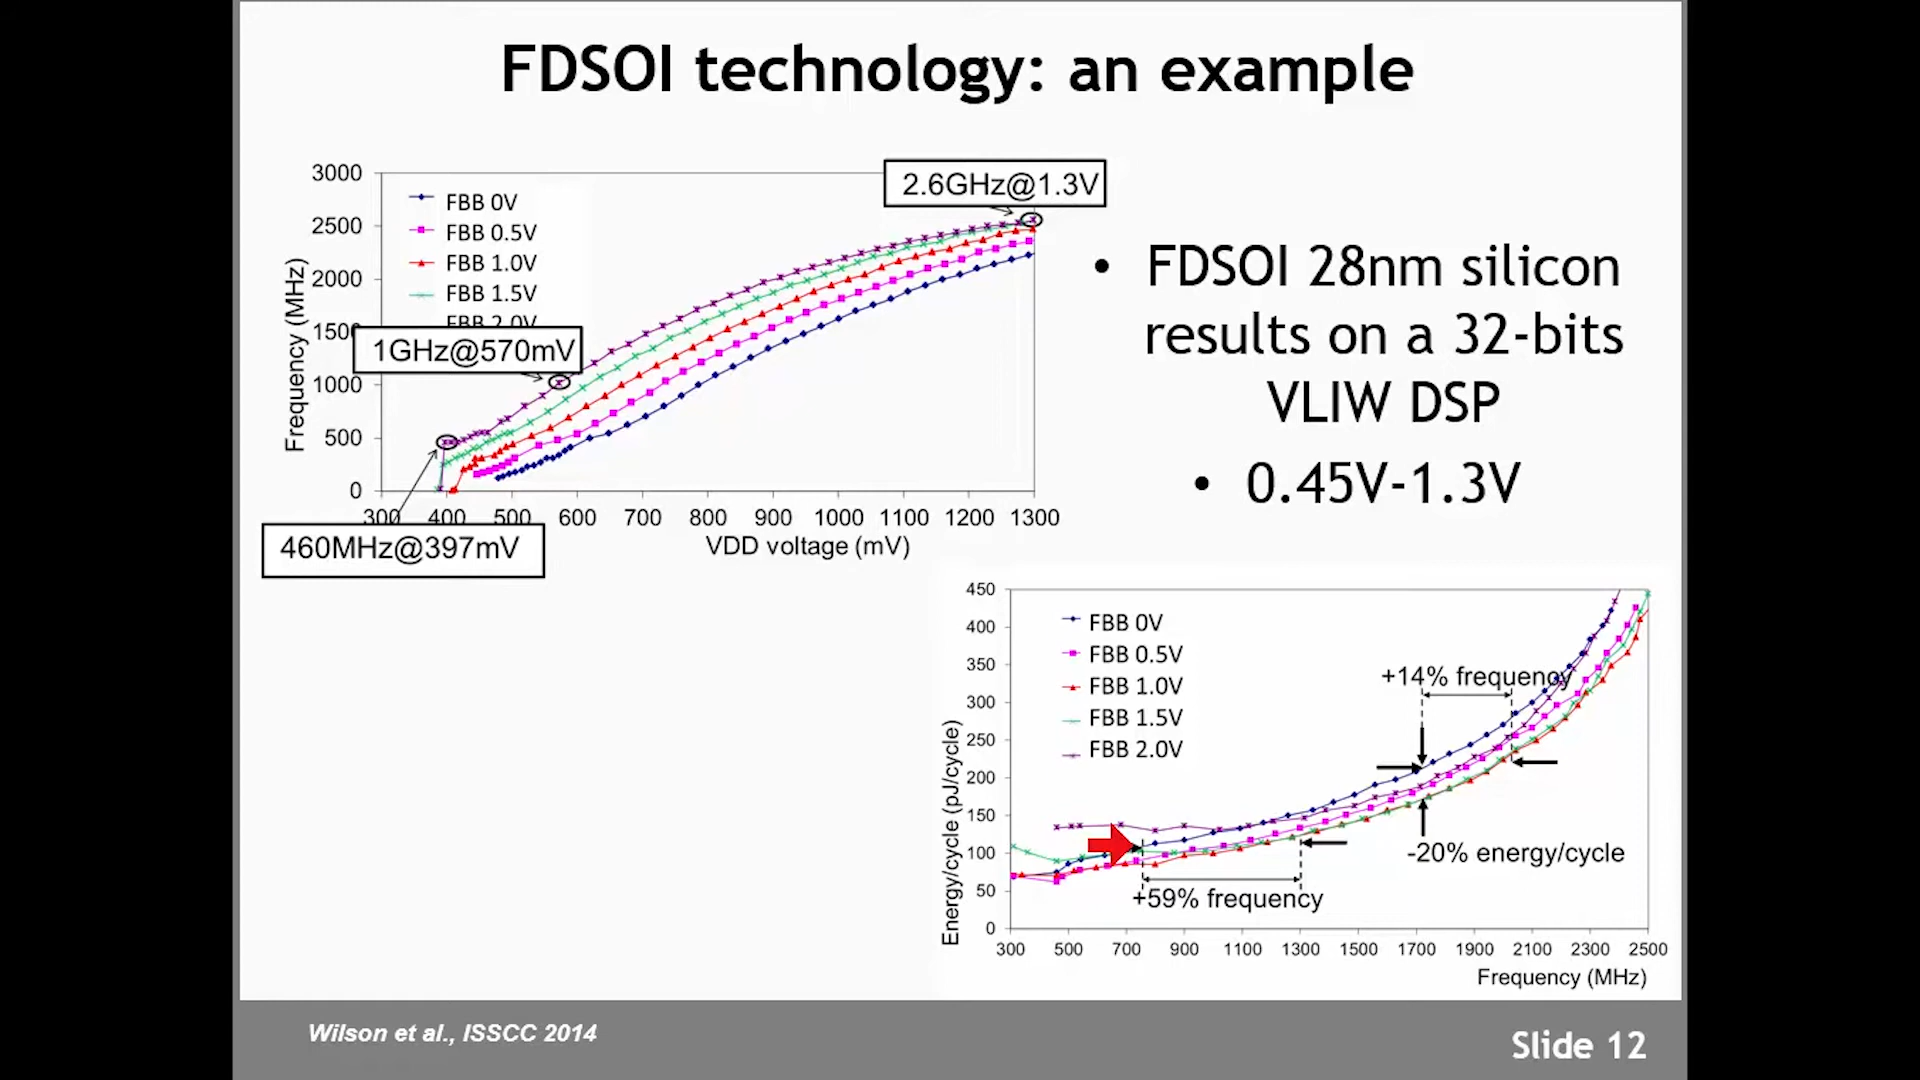 FDSOI technology: an example
3000
2500
2000
1500
1000
500
0
Frequency (MHz)
FBB 0V
FBB 0.5V
FBB 1.0V
FBB 1.5V
FBB 2.0V
2.6GHz@1.3V
1GHz@570mV
460MHz@397mV
300 400 500 600 700 800 900 1000 1100 1200 1300
VDD voltage (mV)
• FDSOI 28nm silicon
results on a 32-bits
VLIW DSP
• 0.45V-1.3V
450
400
350
300
250
200
150
100
50
0
Energy/cycle (pJ/cycle)
FBB 0V
FBB 0.5V
FBB 1.0V
FBB 1.5V
FBB 2.0V
+14% frequency
-20% energy/cycle
+59% frequency
300 500 700 900 1100 1300 1500 1700 1900 2100 2300 2500
Frequency (MHz)
Wilson et al., ISSCC 2014
Slide 12